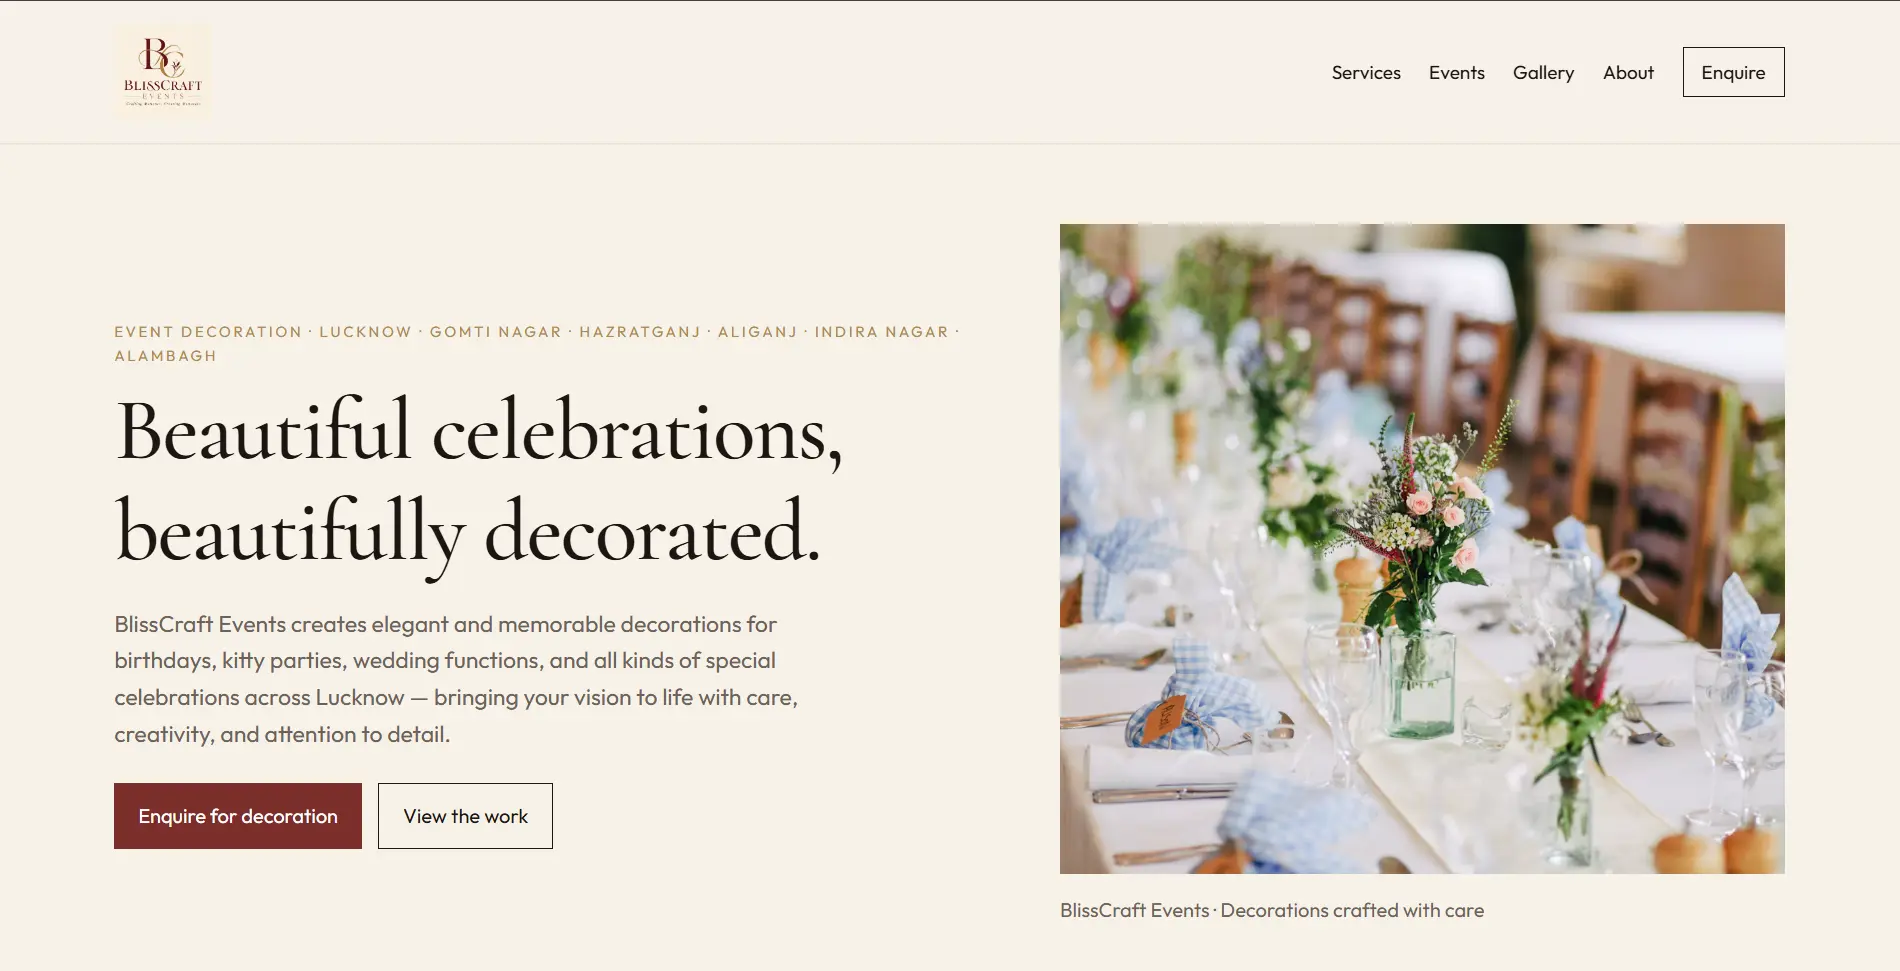 BC
BLISSCRAFT
EVENTS
Services Events Gallery About Enquire
EVENT DECORATION · LUCKNOW · GOMTI NAGAR · HAZRATGANJ · ALIGANJ · INDIRA NAGAR ·
ALAMBAGH
Beautiful celebrations,
beautifully decorated.
BlissCraft Events creates elegant and memorable decorations for
birthdays, kitty parties, wedding functions, and all kinds of special
celebrations across Lucknow — bringing your vision to life with care,
creativity, and attention to detail.
Enquire for decoration View the work
BlissCraft Events · Decorations crafted with care